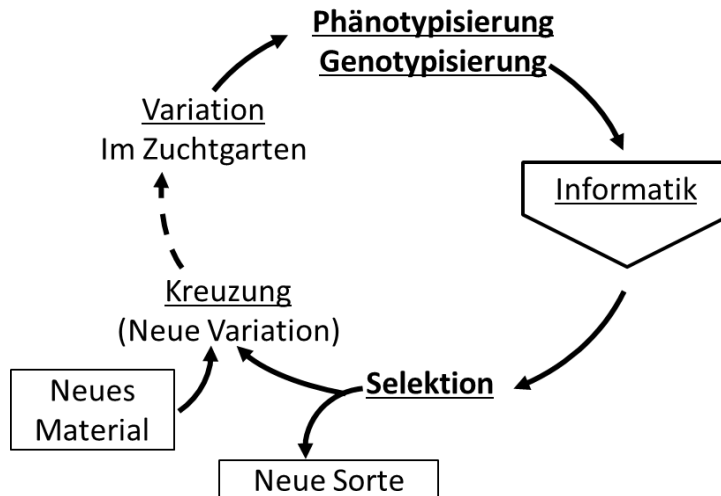 Phänotypisierung
Genotypisierung
Variation
Im Zuchtgarten
Informatik
Kreuzung
(Neue Variation)
Neues
Material
Selektion
Neue Sorte